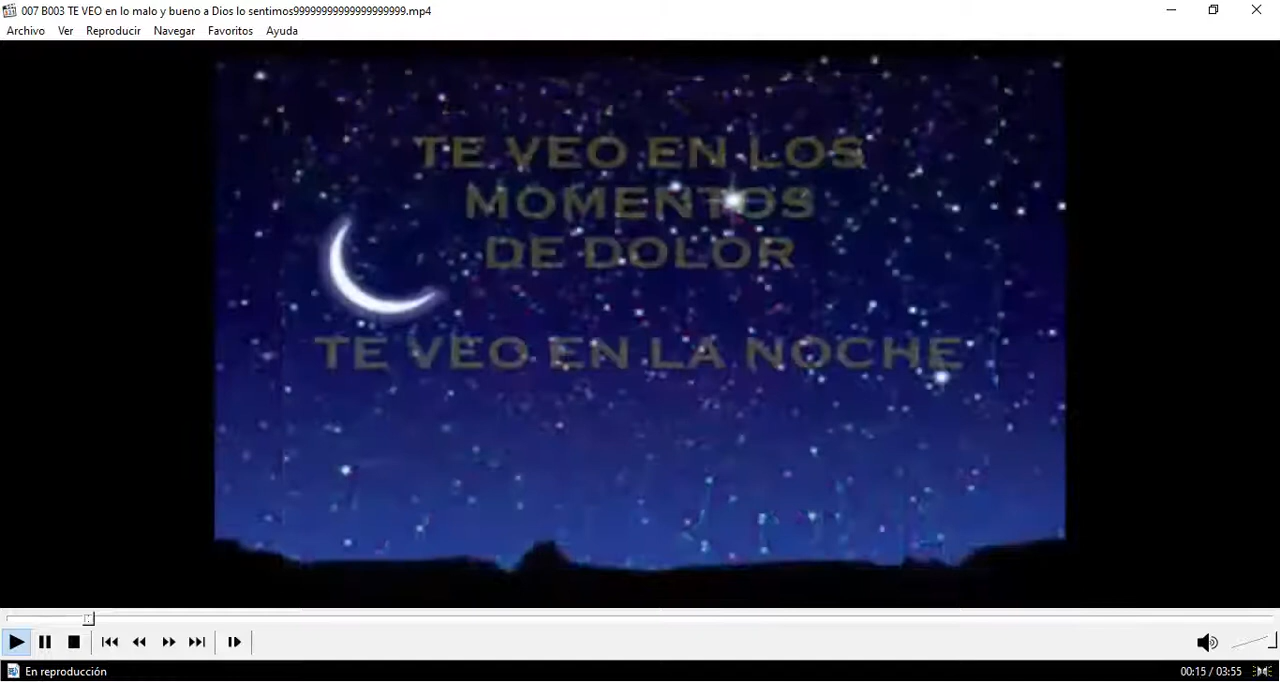 007 B003 TE VEO en lo malo y bueno a Dios lo sentimos99999999999999999999.mp4
Archivo Ver Reproducir Navegar Favoritos Ayuda
TE VEO EN LOS
MOMENTOS
DE DOLOR
TE VEO EN LA NOCHE
En reproducción
00:15 / 03:55